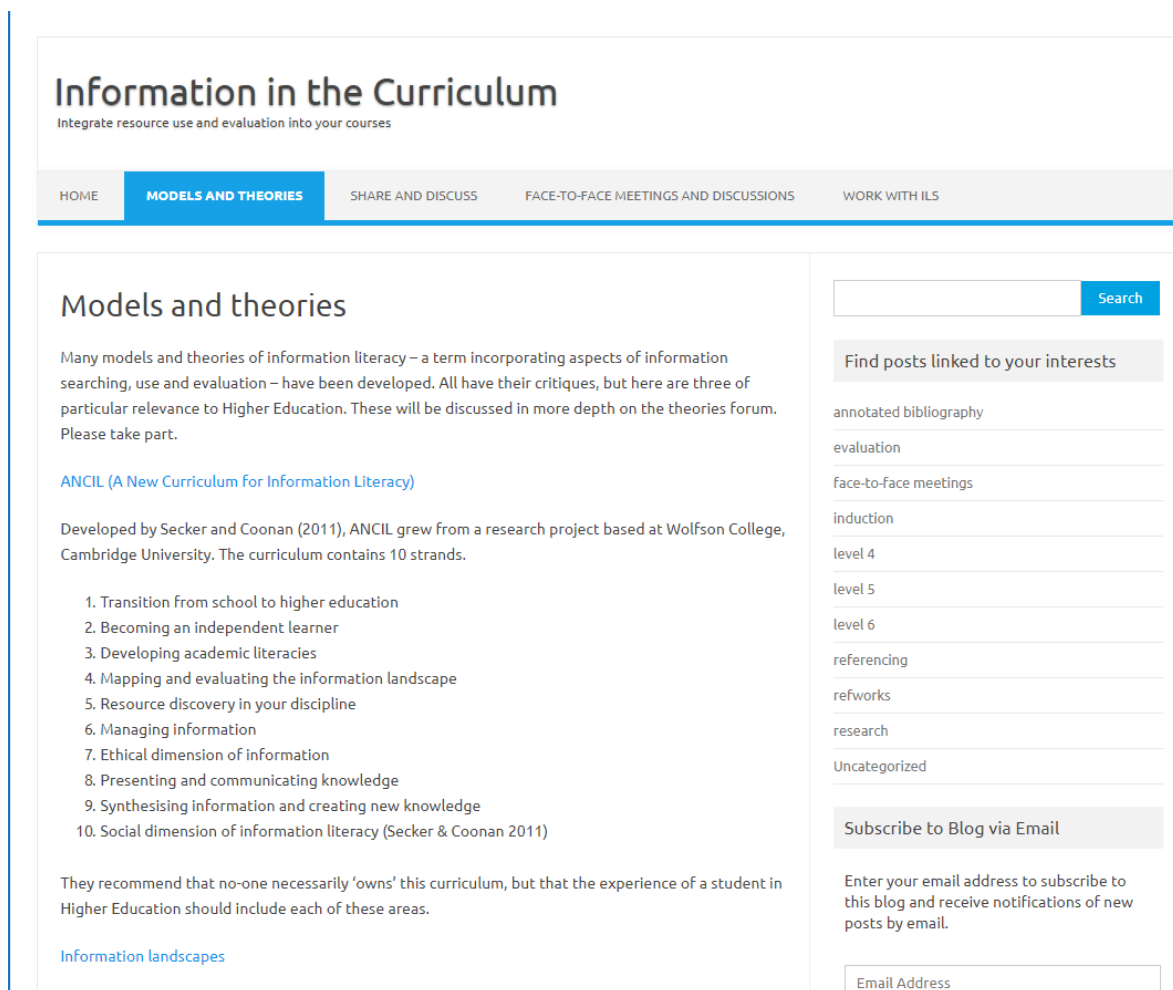 Information in the Curriculum
Integrate resource use and evaluation into your courses
HOME
MODELS AND THEORIES
SHARE AND DISCUSS
FACE-TO-FACE MEETINGS AND DISCUSSIONS
WORK WITH ILS
Models and theories
Many models and theories of information literacy – a term incorporating aspects of information
searching, use and evaluation – have been developed. All have their critiques, but here are three of
particular relevance to Higher Education. These will be discussed in more depth on the theories forum.
Please take part.
ANCIL (A New Curriculum for Information Literacy)
Developed by Secker and Coonan (2011), ANCIL grew from a research project based at Wolfson College,
Cambridge University. The curriculum contains 10 strands.
1. Transition from school to higher education
2. Becoming an independent learner
3. Developing academic literacies
4. Mapping and evaluating the information landscape
5. Resource discovery in your discipline
6. Managing information
7. Ethical dimension of information
8. Presenting and communicating knowledge
9. Synthesising information and creating new knowledge
10. Social dimension of information literacy (Secker & Coonan 2011)
They recommend that no-one necessarily ‘owns’ this curriculum, but that the experience of a student in
Higher Education should include each of these areas.
Information landscapes
Search
Find posts linked to your interests
annotated bibliography
evaluation
face-to-face meetings
induction
level 4
level 5
level 6
referencing
refworks
research
Uncategorized
Subscribe to Blog via Email
Enter your email address to subscribe to
this blog and receive notifications of new
posts by email.
Email Address